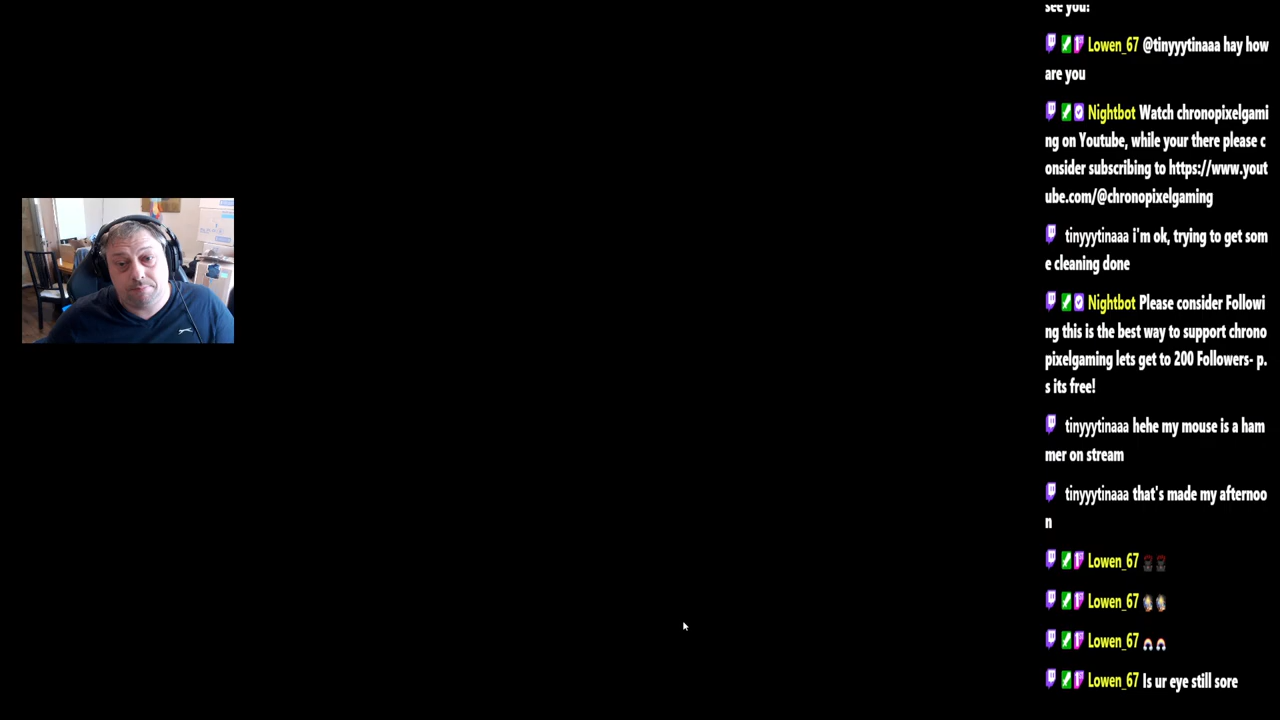 see you!
Lowen_67 @tinyyytinaaa hay how
are you
Nightbot Watch chronopixelgami
ng on Youtube, while your there please c
onsider subscribing to https://www.yout
ube.com/@chronopixelgaming
tinyyytinaaa i'm ok, trying to get som
e cleaning done
Nightbot Please consider Followi
ng this is the best way to support chrono
pixelgaming lets get to 200 Followers- p.
s its free!
tinyyytinaaa hehe my mouse is a ham
mer on stream
tinyyytinaaa that's made my afternoo
n
Lowen_67
Lowen_67
Lowen_67
Lowen_67 Is ur eye still sore